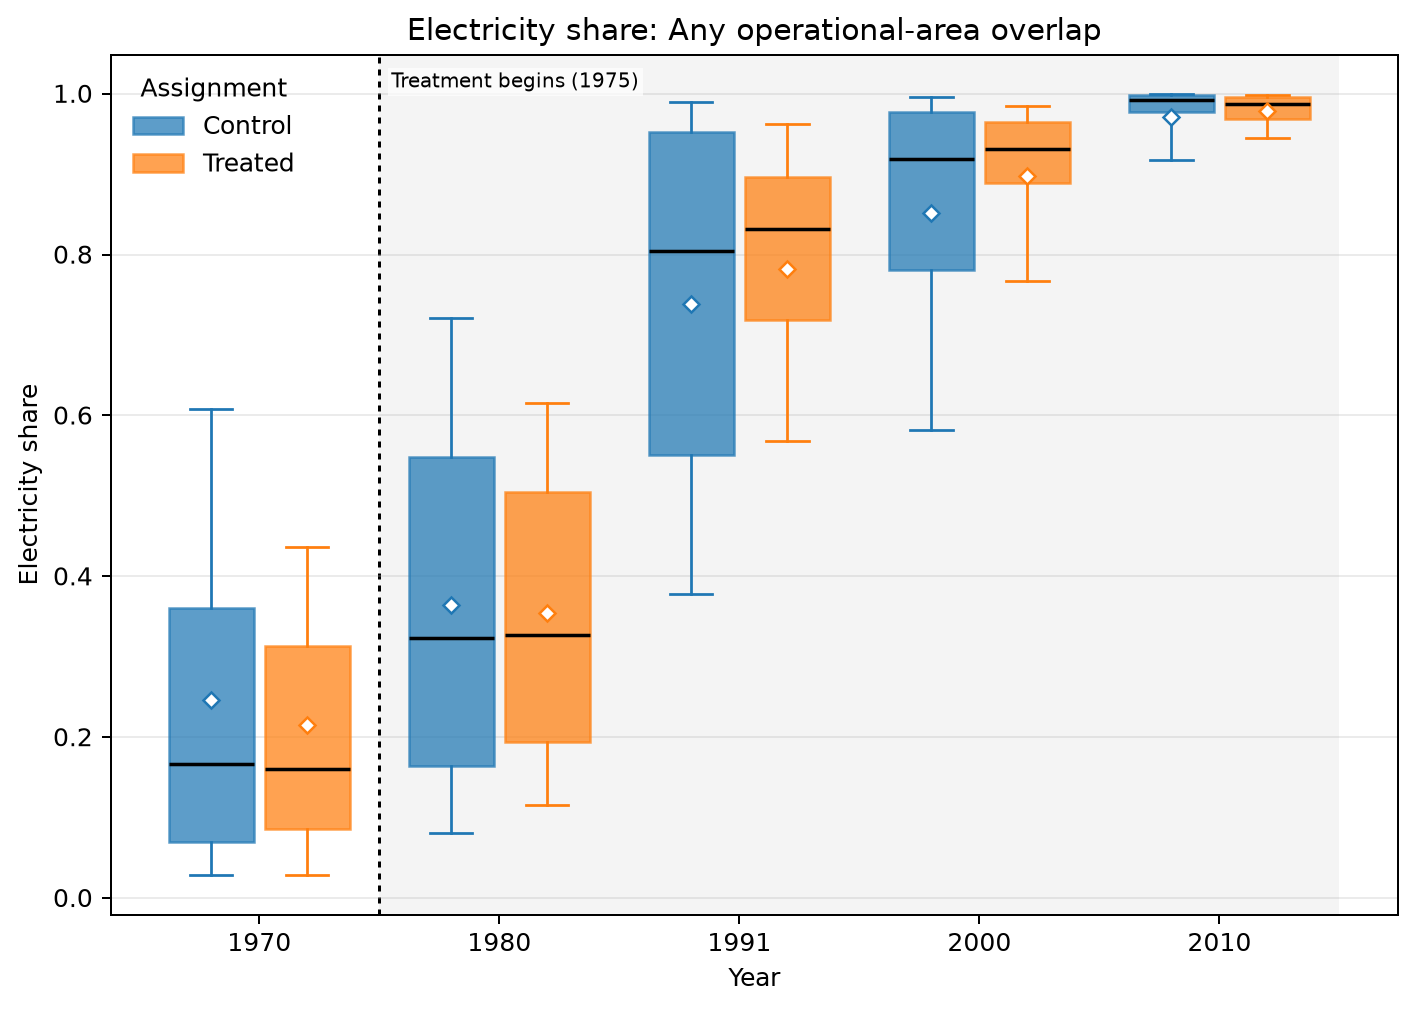 Electricity share: Any operational-area overlap
Assignment
Control
Treated
Treatment begins (1975)
Electricity share
1.0
0.8
0.6
0.4
0.2
0.0
1970 1980 1991 2000 2010
Year